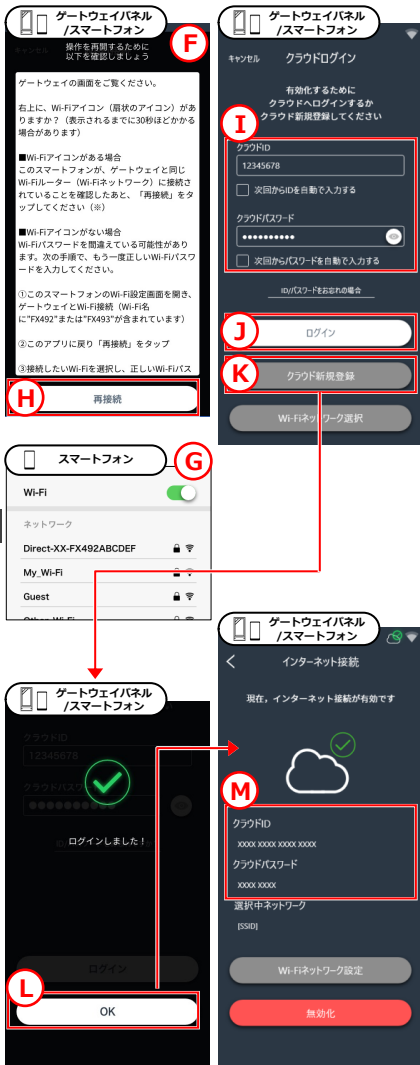 ゲートウェイパネル
/スマートフォン
F
キャンセル
操作を再開するために
以下を確認しましょう
ゲートウェイの画面をご覧ください。
右上に、Wi-Fiアイコン（扇状のアイコン）があ
りますか？（表示されるまでに30秒ほどかかる
場合があります）
■Wi-Fiアイコンがある場合
このスマートフォンが、ゲートウェイと同じ
Wi-Fiルーター（Wi-Fiネットワーク）に接続さ
れていることを確認したあと、「再接続」をタ
ップしてください（※）
■Wi-Fiアイコンがない場合
Wi-Fiパスワードを間違えている可能性があり
ます。次の手順で、もう一度正しいWi-Fiパスワ
ードを入力してください。
①このスマートフォンのWi-Fi設定画面を開き、
ゲートウェイとWi-Fi接続（Wi-Fi名
に"FX492"または"FX493"が含まれています）
②このアプリに戻り「再接続」をタップ
③接続したいWi-Fiを選択し、正しいWi-Fiパス
H
再接続
ゲートウェイパネル
/スマートフォン
キャンセル
クラウドログイン
有効化するために
クラウドへログインするか
クラウド新規登録してください
I
クラウドID
12345678
次回からIDを自動で入力する
クラウドパスワード
●●●●●●●●●●
次回からパスワードを自動で入力する
ID/パスワードをお忘れの場合
J
ログイン
K
クラウド新規登録
Wi-Fiネットワーク選択
スマートフォン
G
Wi-Fi
ネットワーク
Direct-XX-FX492ABCDEF
My_Wi-Fi
Guest
Other-Wi-Fi
ゲートウェイパネル
/スマートフォン
クラウドID
12345678
クラウドパスワ
●●●●●●●●●●
ログインしました！
ログイン
L
OK
ゲートウェイパネル
/スマートフォン
インターネット接続
現在，インターネット接続が有効です
M
クラウドID
xxxx xxxx xxxx xxxx
クラウドパスワード
xxxx xxxx
選択中ネットワーク
[SSID]
Wi-Fiネットワーク設定
無効化